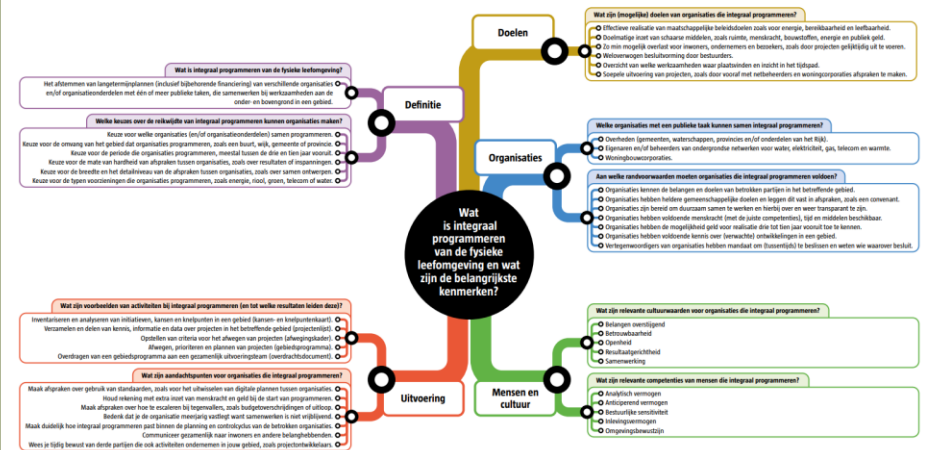 Wat
is integraal
programmeren
van de fysieke
leefomgeving en wat
zijn de belangrijkste
kenmerken?
Definitie
Wat is integraal programmeren van de fysieke leefomgeving?
Het afstemmen van langetermijnplannen (inclusief bijbehorende financiering) van verschillende organisaties
en/of organisatieonderdelen met één of meer publieke taken, die samenwerken bij werkzaamheden aan de
onder- en bovengrond in een gebied.
Welke keuzes over de reikwijdte van integraal programmeren kunnen organisaties maken?
Keuze voor welke organisaties (en/of organisatieonderdelen) samen programmeren.
Keuze voor de omvang van het gebied dat organisaties programmeren, zoals een buurt, wijk, gemeente of provincie.
Keuze voor de periode die organisaties programmeren, meestal tussen de drie en tien jaar vooruit.
Keuze voor de mate van hardheid van afspraken tussen organisaties, zoals over resultaten of inspanningen.
Keuze voor de breedte en het detailniveau van de afspraken tussen organisaties, zoals over samen ontwerpen.
Keuze voor de typen voorzieningen die organisaties programmeren, zoals energie, riool, groen, telecom of water.
Doelen
Wat zijn (mogelijke) doelen van organisaties die integraal programmeren?
Effectieve realisatie van maatschappelijke beleidsdoelen zoals voor energie, bereikbaarheid en leefbaarheid.
Doelmatige inzet van schaarse middelen, zoals ruimte, menskracht, bouwstoffen, energie en publiek geld.
Zo min mogelijk overlast voor inwoners, ondernemers en bezoekers, zoals door projecten gelijktijdig uit te voeren.
Weloverwogen besluitvorming door bestuurders.
Overzicht van welke werkzaamheden waar plaatsvinden en inzicht in het tijdspad.
Soepele uitvoering van projecten, zoals door vooraf met netbeheerders en woningcorporaties afspraken te maken.
Organisaties
Welke organisaties met een publieke taak kunnen samen integraal programmeren?
Overheden (gemeenten, waterschappen, provincies en/of onderdelen van het Rijk).
Eigenaren en/of beheerders van ondergrondse netwerken voor water, elektriciteit, gas, telecom en warmte.
Woningbouwcorporaties.
Aan welke randvoorwaarden moeten organisaties die integraal programmeren voldoen?
Organisaties kennen de belangen en doelen van betrokken partijen in het betreffende gebied.
Organisaties hebben heldere gemeenschappelijke doelen en leggen dit vast in afspraken, zoals een convenant.
Organisaties zijn bereid om duurzaam samen te werken en hierbij over en weer transparant te zijn.
Organisaties hebben voldoende menskracht (met de juiste competenties), tijd en middelen beschikbaar.
Organisaties hebben de mogelijkheid geld voor realisatie drie tot tien jaar vooruit toe te kennen.
Organisaties hebben voldoende kennis over (verwachte) ontwikkelingen in een gebied.
Vertegenwoordigers van organisaties hebben mandaat om (tussentijds) te beslissen en weten wie waarover besluit.
Uitvoering
Wat zijn voorbeelden van activiteiten bij integraal programmeren (en tot welke resultaten leiden deze)?
Inventariseren en analyseren van initiatieven, kansen en knelpunten in een gebied (kansen- en knelpuntenkaart).
Verzamelen en delen van kennis, informatie en data over projecten in het betreffende gebied (projectenlijst).
Opstellen van criteria voor het afwegen van projecten (afwegingskader).
Afwegen, prioriteren en plannen van projecten (gebiedsprogramma).
Overdragen van een gebiedsprogramma aan een gezamenlijk uitvoeringsteam (overdrachtsdocument).
Wat zijn aandachtspunten voor organisaties die integraal programmeren?
Maak afspraken over gebruik van standaarden, zoals voor het uitwisselen van digitale plannen tussen organisaties.
Houd rekening met extra inzet van menskracht en geld bij de start van programmeren.
Maak afspraken over hoe te escaleren bij tegenvallers, zoals budgetoverschrijdingen of uitloop.
Bedenk dat je de organisatie meerjarig vastlegt want samenwerken is niet vrijblijvend.
Maak duidelijk hoe integraal programmeren past binnen de planning en controlcyclus van de betrokken organisaties.
Communiceer gezamenlijk naar inwoners en andere belanghebbenden.
Wees je tijdig bewust van derde partijen die ook activiteiten ondernemen in jouw gebied, zoals projectontwikkelaars.
Mensen en
cultuur
Wat zijn relevante cultuurwaarden voor organisaties die integraal programmeren?
Belangen overstijgend
Betrouwbaarheid
Openheid
Resultaatgerichtheid
Samenwerking
Wat zijn relevante competenties van mensen die integraal programmeren?
Analytisch vermogen
Anticiperend vermogen
Bestuurlijke sensitiviteit
Inlevingsvermogen
Omgevingsbewustzijn